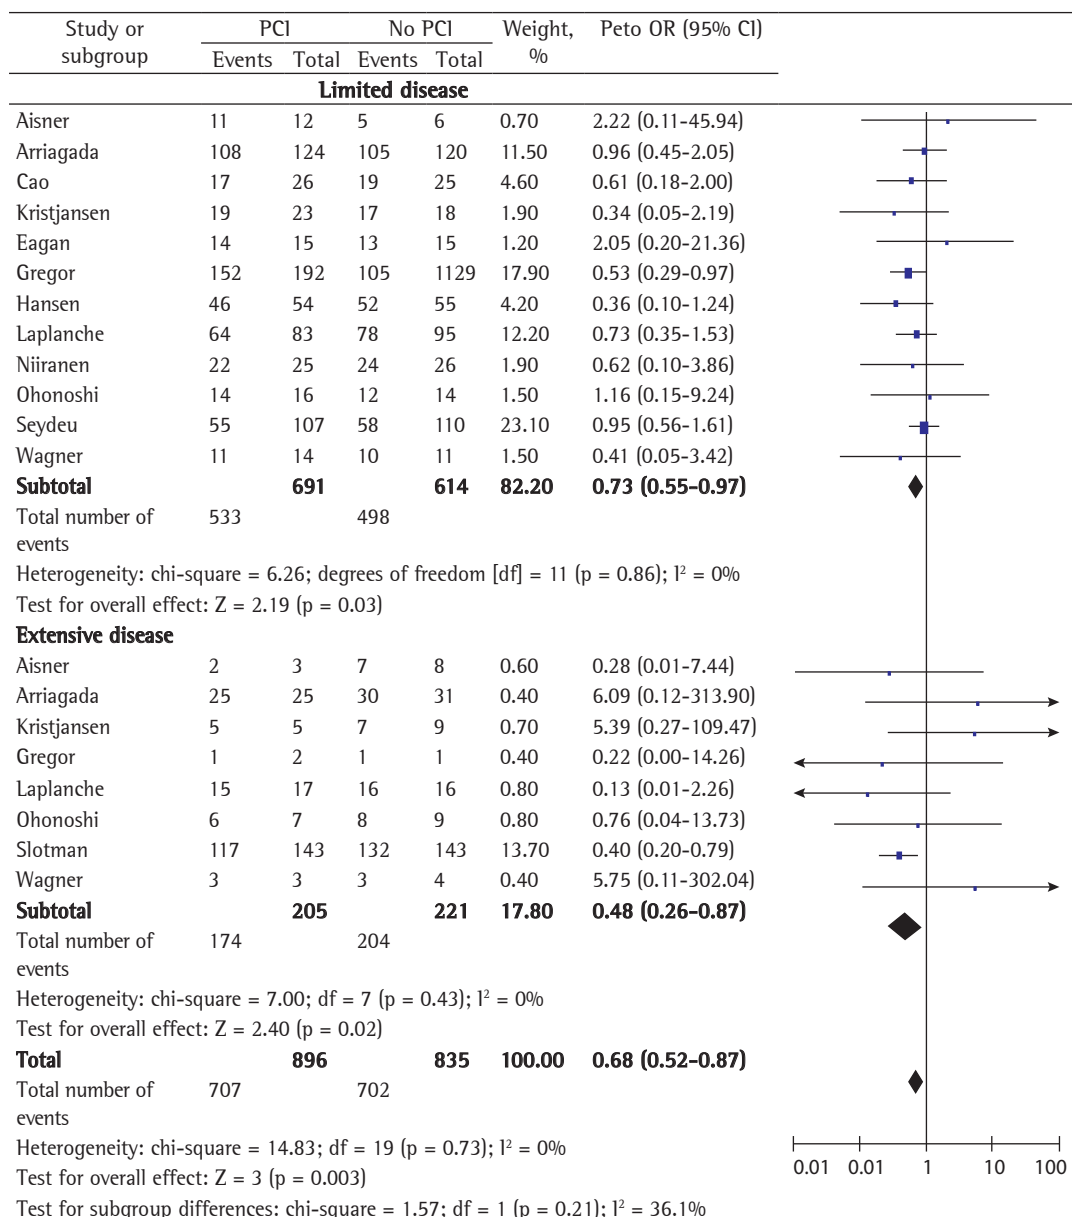 Study or subgroup PCI No PCI Weight, % Peto OR (95% CI)
Events Total Events Total
Limited disease
Aisner 11 12 5 6 0.70 2.22 (0.11-45.94)
Arriagada 108 124 105 120 11.50 0.96 (0.45-2.05)
Cao 17 26 19 25 4.60 0.61 (0.18-2.00)
Kristjansen 19 23 17 18 1.90 0.34 (0.05-2.19)
Eagan 14 15 13 15 1.20 2.05 (0.20-21.36)
Gregor 152 192 105 1129 17.90 0.53 (0.29-0.97)
Hansen 46 54 52 55 4.20 0.36 (0.10-1.24)
Laplanche 64 83 78 95 12.20 0.73 (0.35-1.53)
Niiranen 22 25 24 26 1.90 0.62 (0.10-3.86)
Ohonoshi 14 16 12 14 1.50 1.16 (0.15-9.24)
Seydeu 55 107 58 110 23.10 0.95 (0.56-1.61)
Wagner 11 14 10 11 1.50 0.41 (0.05-3.42)
Subtotal 691 614 82.20 0.73 (0.55-0.97)
Total number of events 533 498
Heterogeneity: chi-square = 6.26; degrees of freedom [df] = 11 (p = 0.86); I² = 0%
Test for overall effect: Z = 2.19 (p = 0.03)
Extensive disease
Aisner 2 3 7 8 0.60 0.28 (0.01-7.44)
Arriagada 25 25 30 31 0.40 6.09 (0.12-313.90)
Kristjansen 5 5 7 9 0.70 5.39 (0.27-109.47)
Gregor 1 2 1 1 0.40 0.22 (0.00-14.26)
Laplanche 15 17 16 16 0.80 0.13 (0.01-2.26)
Ohonoshi 6 7 8 9 0.80 0.76 (0.04-13.73)
Slotman 117 143 132 143 13.70 0.40 (0.20-0.79)
Wagner 3 3 3 4 0.40 5.75 (0.11-302.04)
Subtotal 205 221 17.80 0.48 (0.26-0.87)
Total number of events 174 204
Heterogeneity: chi-square = 7.00; df = 7 (p = 0.43); I² = 0%
Test for overall effect: Z = 2.40 (p = 0.02)
Total 896 835 100.00 0.68 (0.52-0.87)
Total number of events 707 702
Heterogeneity: chi-square = 14.83; df = 19 (p = 0.73); I² = 0%
Test for overall effect: Z = 3 (p = 0.003)
Test for subgroup differences: chi-square = 1.57; df = 1 (p = 0.21); I² = 36.1%
0.01 0.01 1 10 100